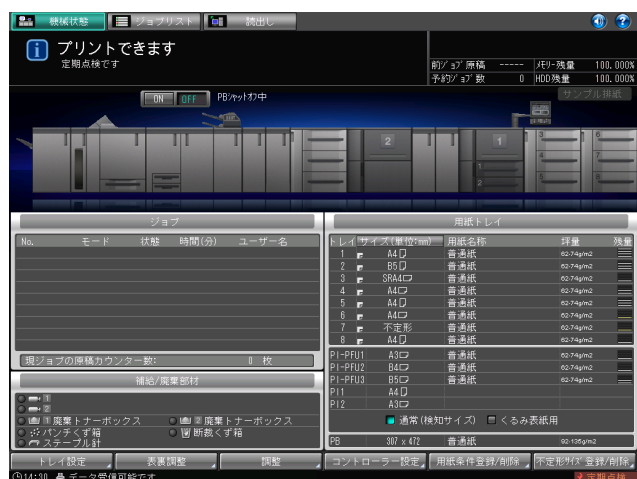 機械状態 ジョブリスト 読出し
プリントできます
定期点検です
前ジョブ原稿 ----- メモリー残量 100.000%
予約ジョブ数 0 HDD残量 100.000%
ON OFF PBシャットオフ中 サンプル排紙
2 1 3 6
4 7
1
2 5
ジョブ
No. モード 状態 時間(分) ユーザー名
現ジョブの原稿カウンター数: 0 枚
補給/廃棄部材
1
2
1 廃棄トナーボックス 2 廃棄トナーボックス
パンチくず箱 断裁くず箱
ステープル針
用紙トレイ
トレイ サイズ(単位:mm) 用紙名称 坪量 残量
1 A4 普通紙 62-74g/m2
2 B5 普通紙 62-74g/m2
3 SRA4 普通紙 62-74g/m2
4 A4 普通紙 62-74g/m2
5 A4 普通紙 62-74g/m2
6 A4 普通紙 62-74g/m2
7 不定形 普通紙 62-74g/m2
8 A4 普通紙 62-74g/m2
PI-PFU1 A3 普通紙 62-74g/m2
PI-PFU2 B4 普通紙 62-74g/m2
PI-PFU3 B5 普通紙 62-74g/m2
PI1 A4
PI2 A3
通常(検知サイズ) くるみ表紙用
PB 307 x 472 普通紙 92-135g/m2
トレイ設定 表裏調整 調整 コントローラー設定 用紙条件登録/削除 不定形サイズ登録/削除
14:30 データ受信可能です 定期点検